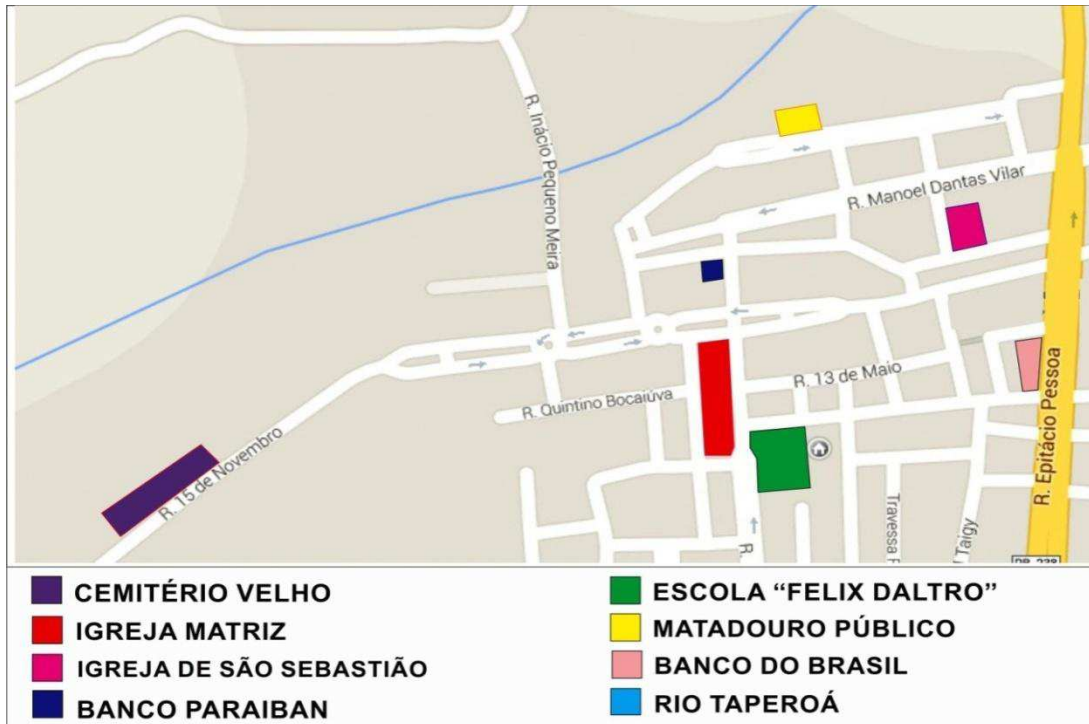 R. Inácio Pequeno Meira
R. Manoel Dantas Vilar
R. 13 de Maio
R. Quintino Bocaiúva
R. Epitácio Pessoa
R. 15 de Novembro
R.
Travessa
Taigy
CEMITÉRIO VELHO
IGREJA MATRIZ
IGREJA DE SÃO SEBASTIÃO
BANCO PARAIBAN
ESCOLA “FELIX DALTRO”
MATADOURO PÚBLICO
BANCO DO BRASIL
RIO TAPEROÁ